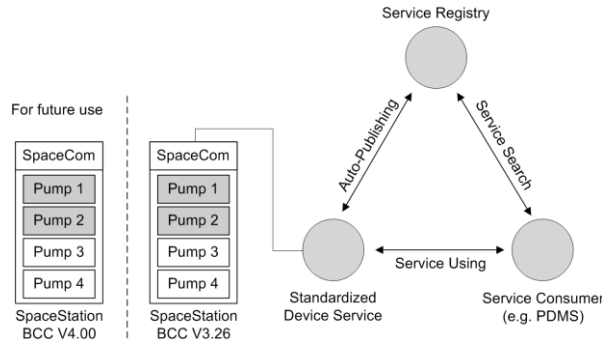 Service Registry
For future use
SpaceCom
Pump 1
Pump 2
Pump 3
Pump 4
SpaceStation
BCC V4.00
SpaceCom
Pump 1
Pump 2
Pump 3
Pump 4
SpaceStation
BCC V3.26
Auto-Publishing
Service Search
Service Using
Standardized
Device Service
Service Consumer
(e.g. PDMS)